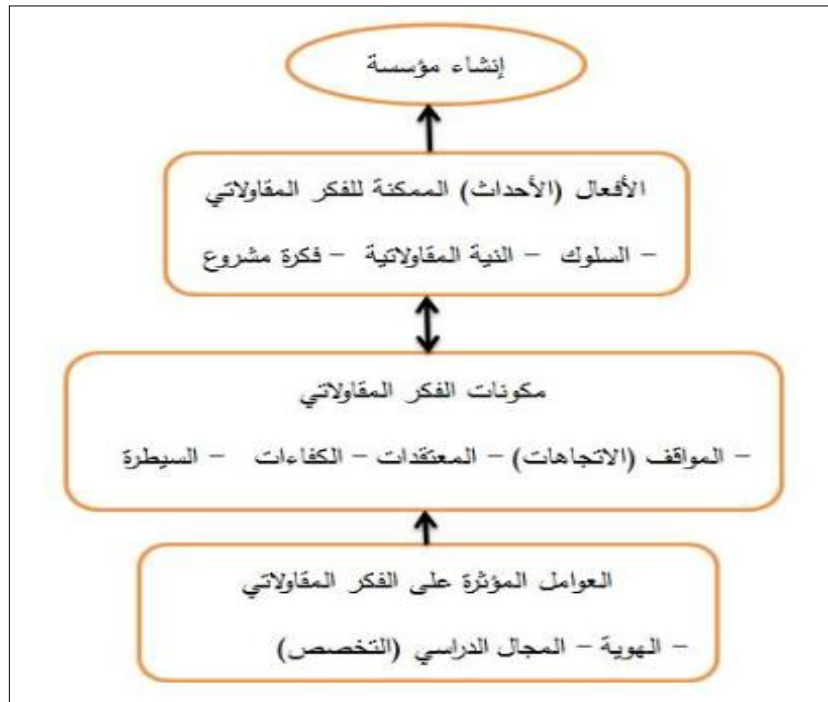 إنشاء مؤسسة
الأفعال (الأحداث) الممكنة للفكر المقاولاتي
– السلوك – النية المقاولاتية – فكرة مشروع
مكونات الفكر المقاولاتي
– المواقف (الاتجاهات) – المعتقدات – الكفاءات – السيطرة
العوامل المؤثرة على الفكر المقاولاتي
– الهوية – المجال الدراسي (التخصص)